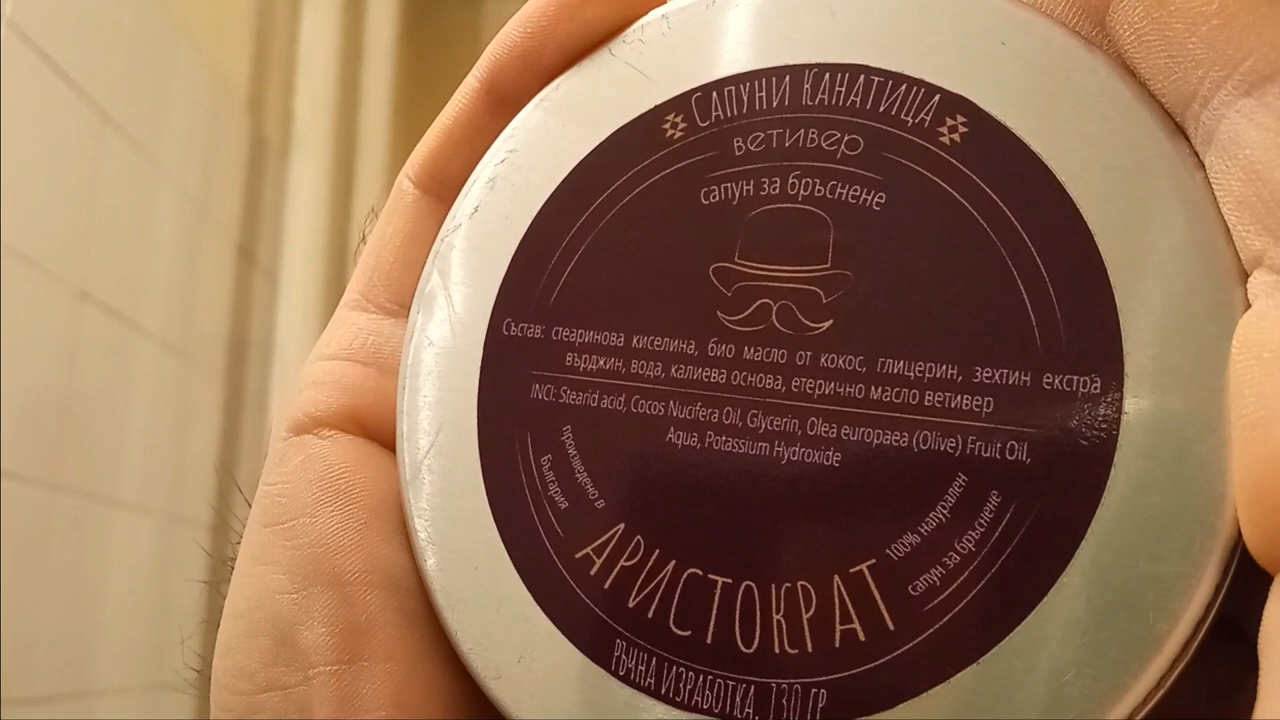 САПУНИ КАНАТИЦА
ветивер
сапун за бръснене
Състав: стеаринова киселина, био масло от кокос, глицерин, зехтин екстра
върджин, вода, калиева основа, етерично масло ветивер
INCI: Stearid acid, Cocos Nucifera Oil, Glycerin, Olea europaea (Olive) Fruit Oil,
Aqua, Potassium Hydroxide
произведено в
България
100% натурален
сапун за бръснене
АРИСТОКРАТ
РЪЧНА ИЗРАБОТКА, 130 ГР